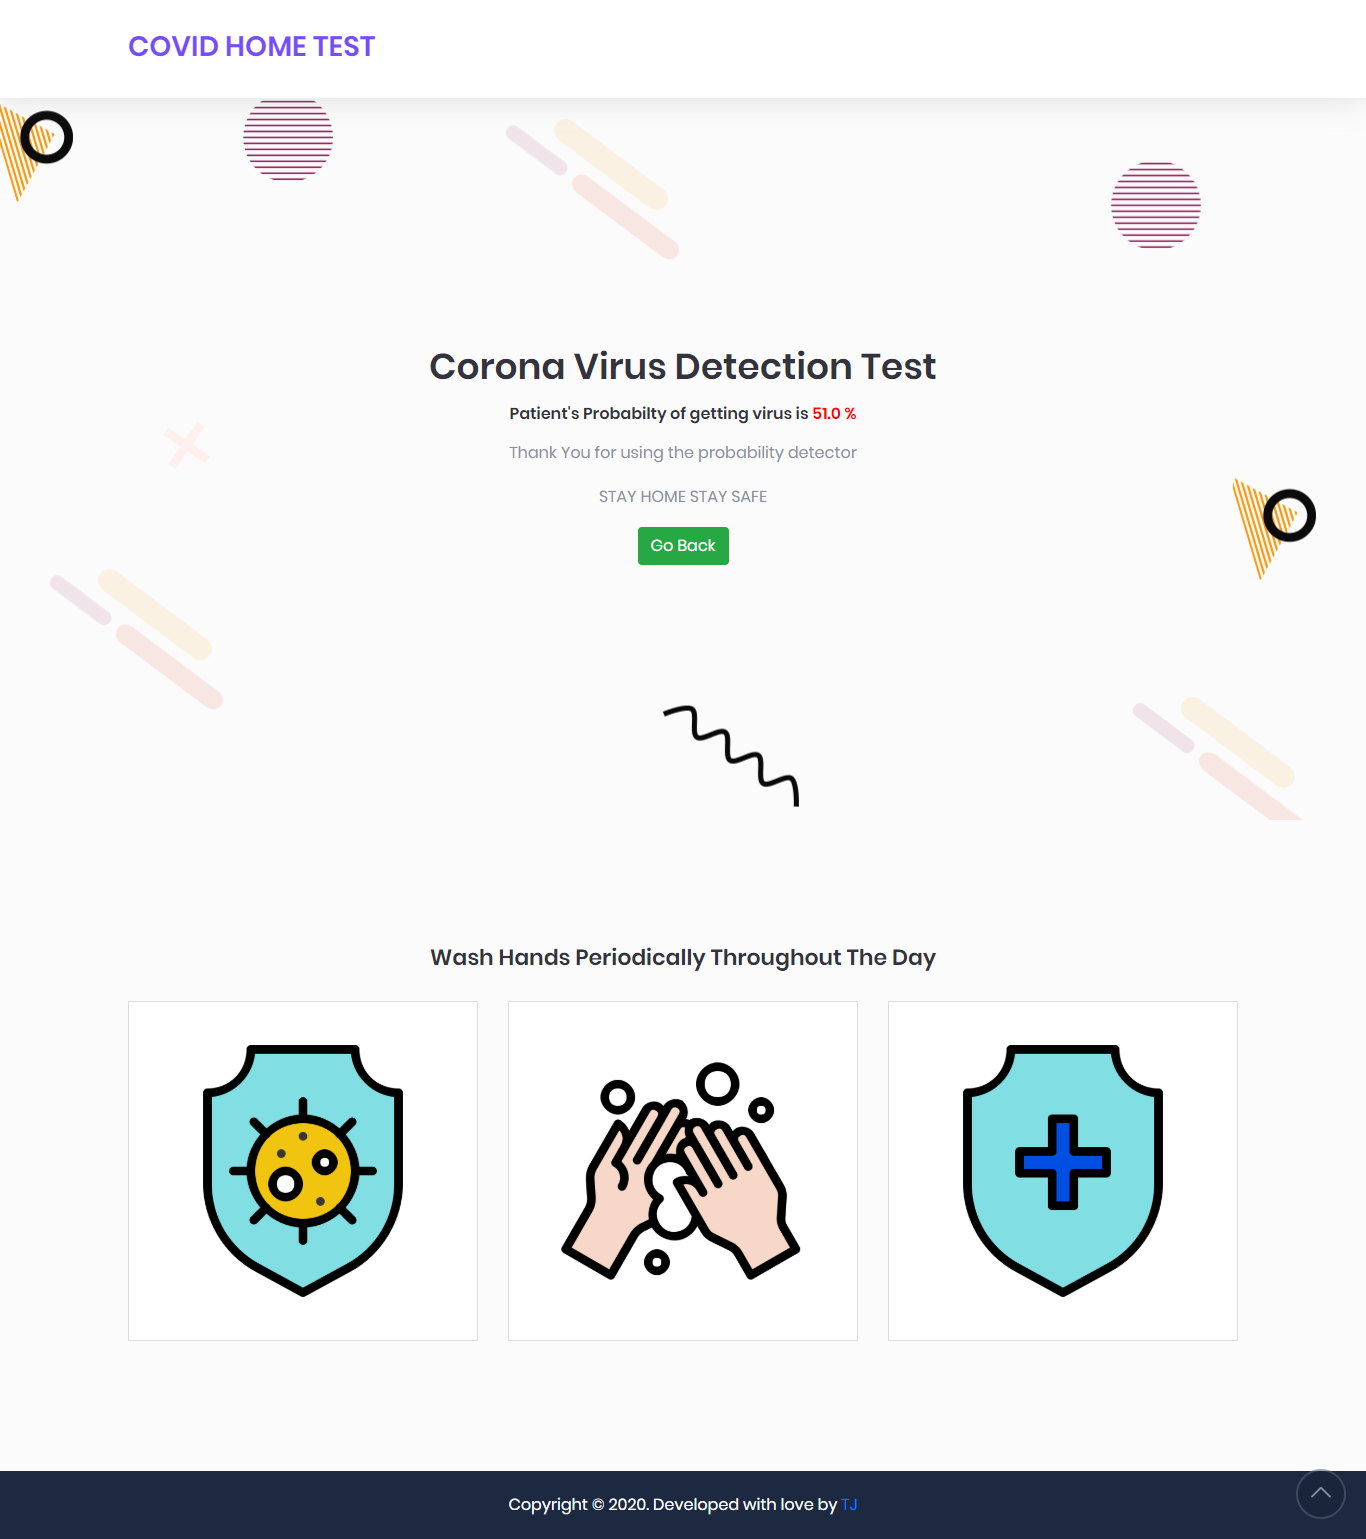 COVID HOME TEST
Corona Virus Detection Test
Patient's Probabilty of getting virus is 51.0 %
Thank You for using the probability detector
STAY HOME STAY SAFE
Go Back
Wash Hands Periodically Throughout The Day
Copyright © 2020. Developed with love by TJ